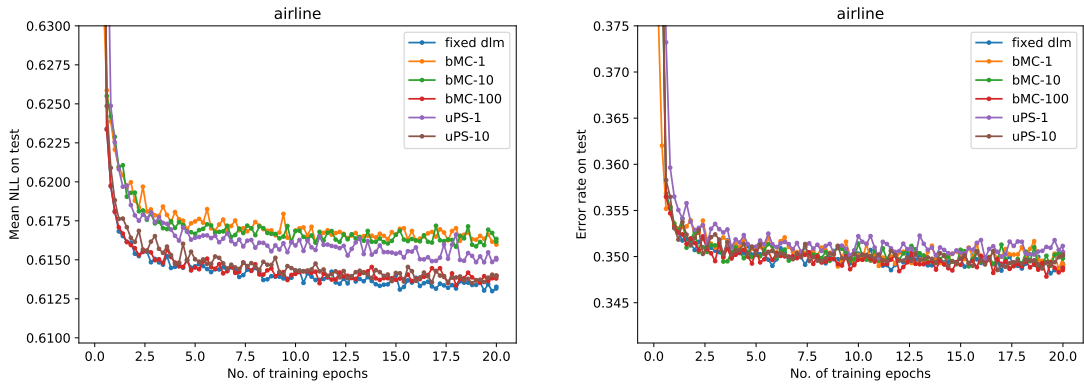 airline
Mean NLL on test
0.6300
0.6275
0.6250
0.6225
0.6200
0.6175
0.6150
0.6125
0.6100
fixed dlm
bMC-1
bMC-10
bMC-100
uPS-1
uPS-10
0.0 2.5 5.0 7.5 10.0 12.5 15.0 17.5 20.0
No. of training epochs
airline
Error rate on test
0.375
0.370
0.365
0.360
0.355
0.350
0.345
fixed dlm
bMC-1
bMC-10
bMC-100
uPS-1
uPS-10
0.0 2.5 5.0 7.5 10.0 12.5 15.0 17.5 20.0
No. of training epochs